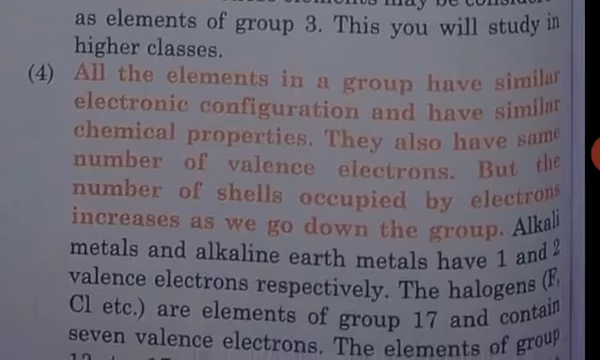 as elements of group 3. This you will study in
higher classes.
(4) All the elements in a group have similar
electronic configuration and have similar
chemical properties. They also have same
number of valence electrons. But the
number of shells occupied by electrons
increases as we go down the group. Alkali
metals and alkaline earth metals have 1 and 2
valence electrons respectively. The halogens (F,
Cl etc.) are elements of group 17 and contain
seven valence electrons. The elements of group